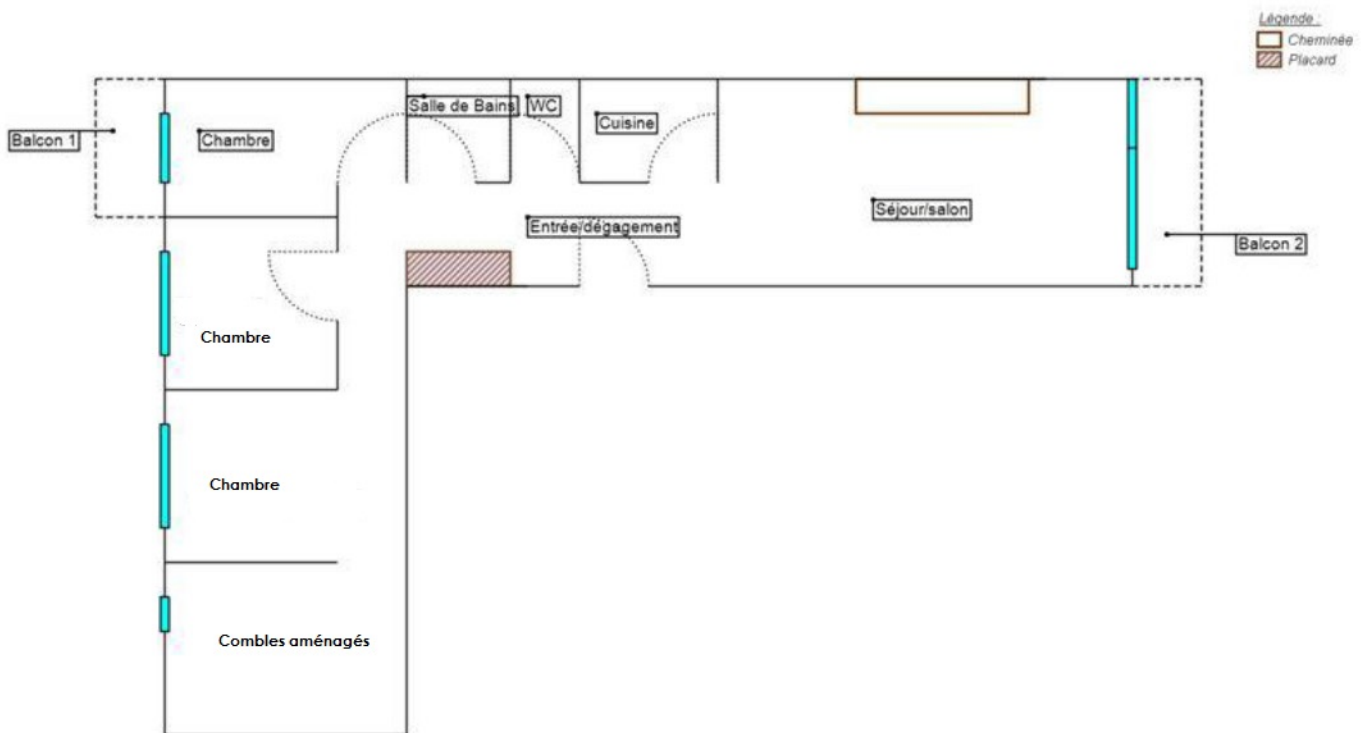 Légende :
Cheminée
Placard
Salle de Bains
WC
Cuisine
Balcon 1
Chambre
Séjour/salon
Entrée/dégagement
Balcon 2
Chambre
Chambre
Combles aménagés